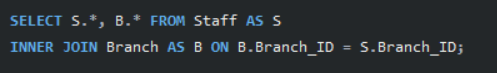 SELECT S.*, B.* FROM Staff AS S
INNER JOIN Branch AS B ON B.Branch_ID = S.Branch_ID;